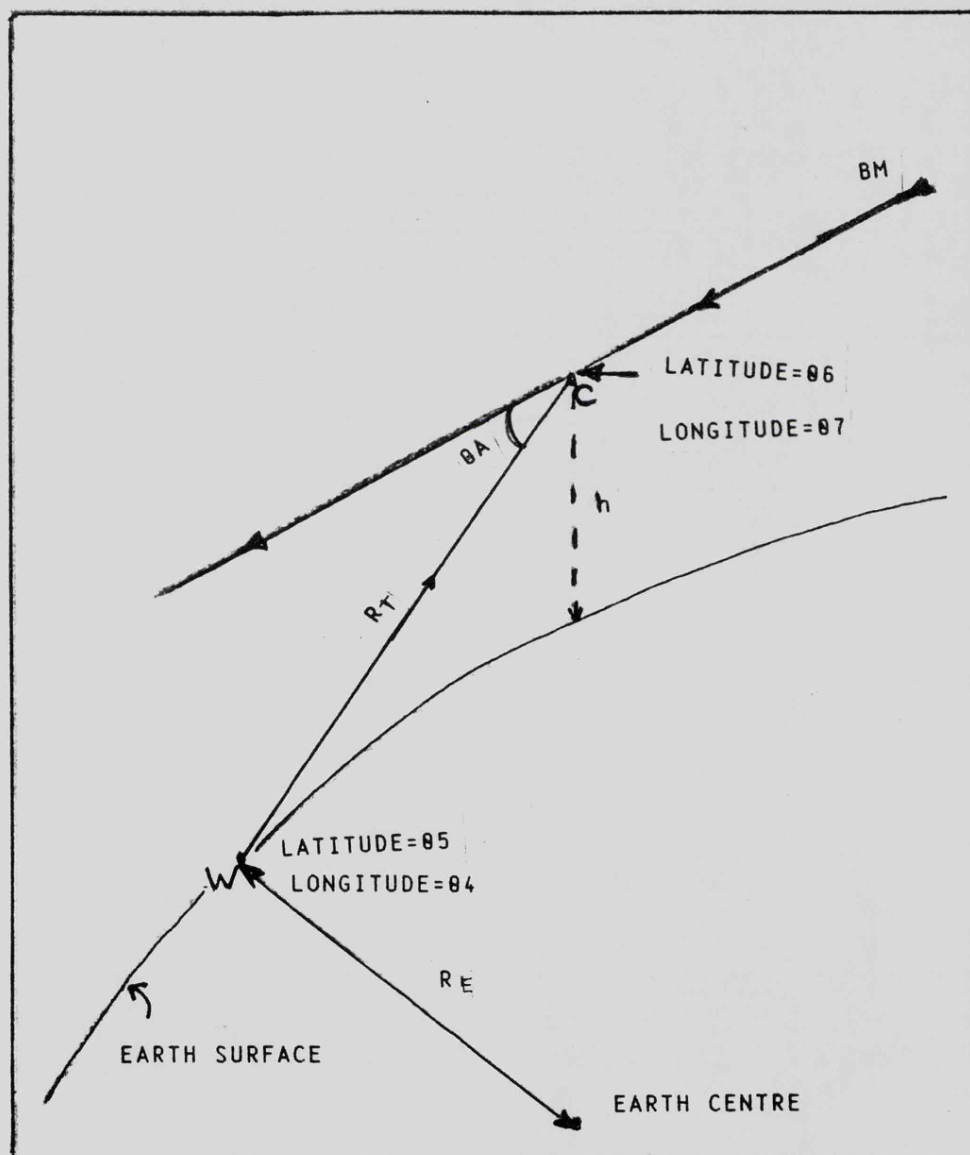 BM
LATITUDE=θ6
C
LONGITUDE=θ7
θA
h
RT
LATITUDE=θ5
W
LONGITUDE=θ4
RE
EARTH SURFACE
EARTH CENTRE